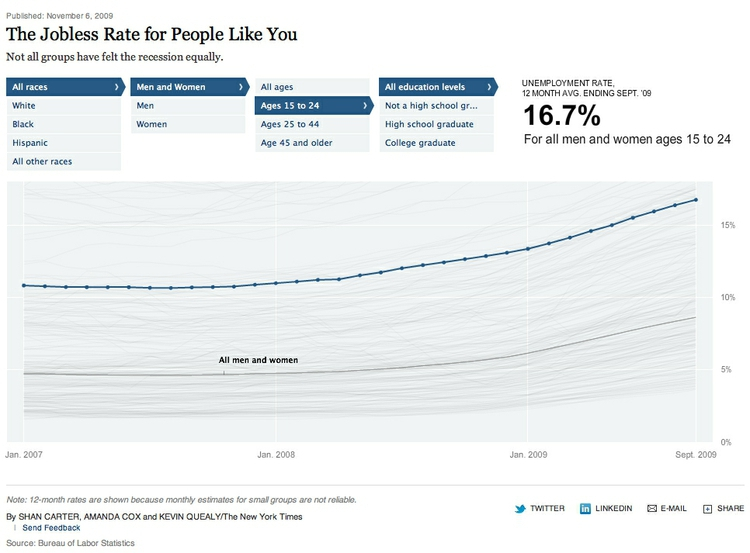 Published: November 6, 2009
The Jobless Rate for People Like You
Not all groups have felt the recession equally.
All races
White
Black
Hispanic
All other races
Men and Women
Men
Women
All ages
Ages 15 to 24
Ages 25 to 44
Age 45 and older
All education levels
Not a high school gr...
High school graduate
College graduate
UNEMPLOYMENT RATE,
12 MONTH AVG. ENDING SEPT. '09
16.7%
For all men and women ages 15 to 24
15%
10%
All men and women
5%
0%
Jan. 2007
Jan. 2008
Jan. 2009
Sept. 2009
Note: 12-month rates are shown because monthly estimates for small groups are not reliable.
By SHAN CARTER, AMANDA COX and KEVIN QUEALY/The New York Times
Send Feedback
Source: Bureau of Labor Statistics
TWITTER
LINKEDIN
E-MAIL
SHARE